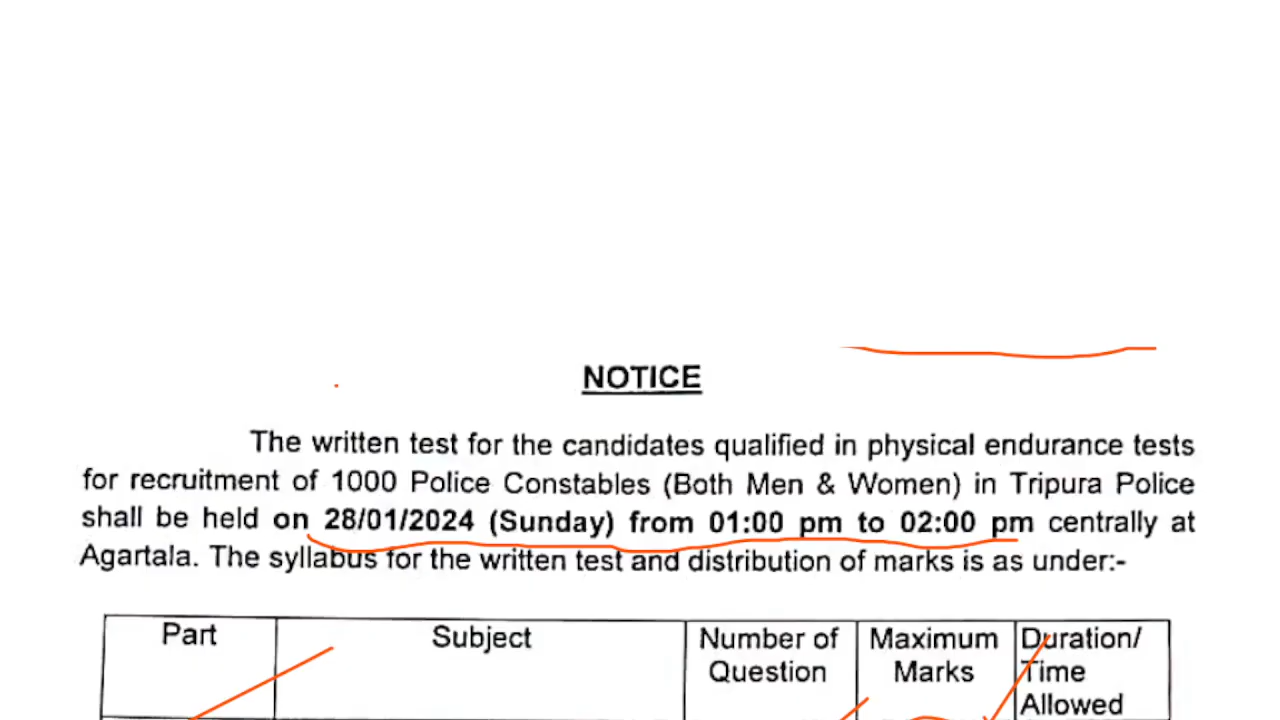 NOTICE
The written test for the candidates qualified in physical endurance tests
for recruitment of 1000 Police Constables (Both Men & Women) in Tripura Police
shall be held on 28/01/2024 (Sunday) from 01:00 pm to 02:00 pm centrally at
Agartala. The syllabus for the written test and distribution of marks is as under:-
Part Subject Number of Maximum Duration/
Question Marks Time
Allowed